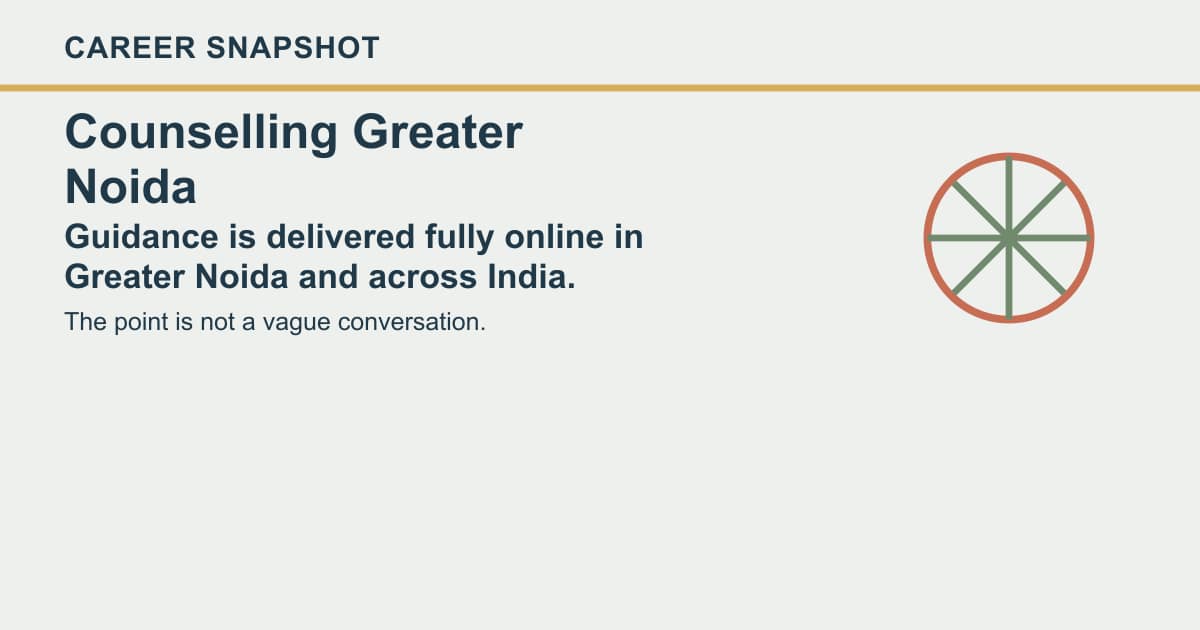 CAREER SNAPSHOT
Counselling Greater
Noida
Guidance is delivered fully online in
Greater Noida and across India.
The point is not a vague conversation.